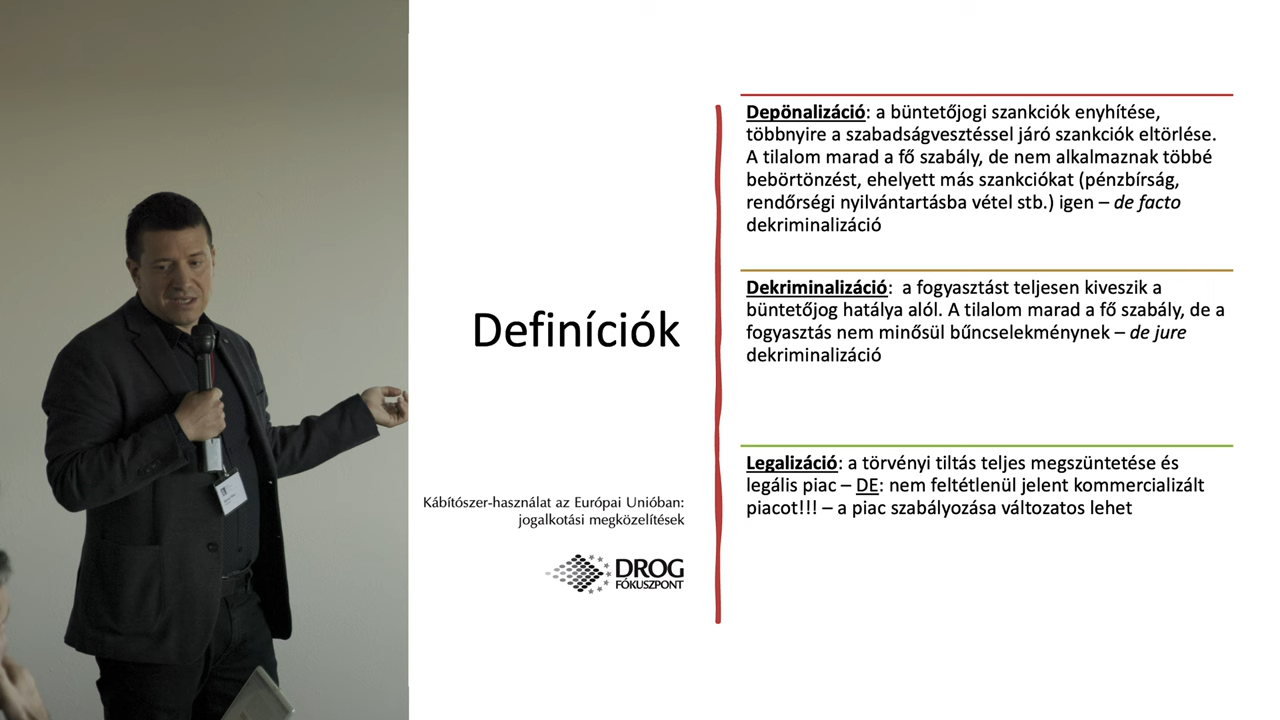 Definíciók
Kábítószer-használat az Európai Unióban:
jogalkotási megközelítések
DROG
FÓKUSZPONT
Depönalizáció: a büntetőjogi szankciók enyhítése,
többnyire a szabadságvesztéssel járó szankciók eltörlése.
A tilalom marad a fő szabály, de nem alkalmaznak többé
bebörtönzést, ehelyett más szankciókat (pénzbírság,
rendőrségi nyilvántartásba vétel stb.) igen – de facto
dekriminalizáció
Dekriminalizáció:  a fogyasztást teljesen kiveszik a
büntetőjog hatálya alól. A tilalom marad a fő szabály, de a
fogyasztás nem minősül bűncselekménynek – de jure
dekriminalizáció
Legalizáció: a törvényi tiltás teljes megszüntetése és
legális piac – DE: nem feltétlenül jelent kommercializált
piacot!!! – a piac szabályozása változatos lehet